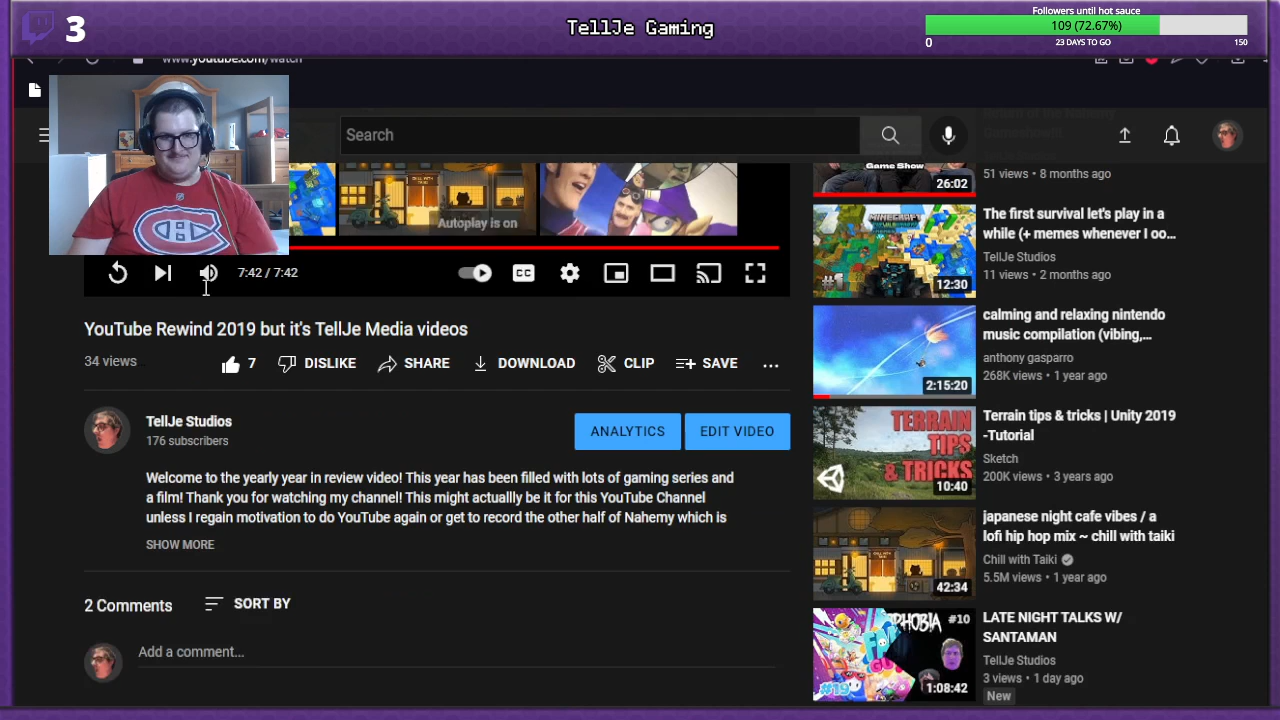 3
TellJe Gaming
Followers until hot sauce
109 (72.67%)
0
23 DAYS TO GO
150
www.youtube.com/watch
Search
CHILL WITH TAIKI
Autoplay is on
7:42 / 7:42
CC
YouTube Rewind 2019 but it's TellJe Media videos
34 views
7
DISLIKE
SHARE
DOWNLOAD
CLIP
SAVE
TellJe Studios
176 subscribers
ANALYTICS
EDIT VIDEO
Welcome to the yearly year in review video! This year has been filled with lots of gaming series and
a film! Thank you for watching my channel! This might actuallly be it for this YouTube Channel
unless I regain motivation to do YouTube again or get to record the other half of Nahemy which is
SHOW MORE
2 Comments
SORT BY
Add a comment...
Game Show
26:02
51 views • 8 months ago
MINECRAFT
#1
12:30
The first survival let's play in a
while (+ memes whenever I oo...
TellJe Studios
11 views • 2 months ago
2:15:20
calming and relaxing nintendo
music compilation (vibing,...
anthony gasparro
268K views • 1 year ago
TERRAIN
TIPS
& TRICKS
10:40
Terrain tips & tricks | Unity 2019
-Tutorial
Sketch
200K views • 3 years ago
42:34
japanese night cafe vibes / a
lofi hip hop mix ~ chill with taiki
Chill with Taiki
5.5M views • 1 year ago
#10
#19
1:08:42
LATE NIGHT TALKS W/
SANTAMAN
TellJe Studios
3 views • 1 day ago
New